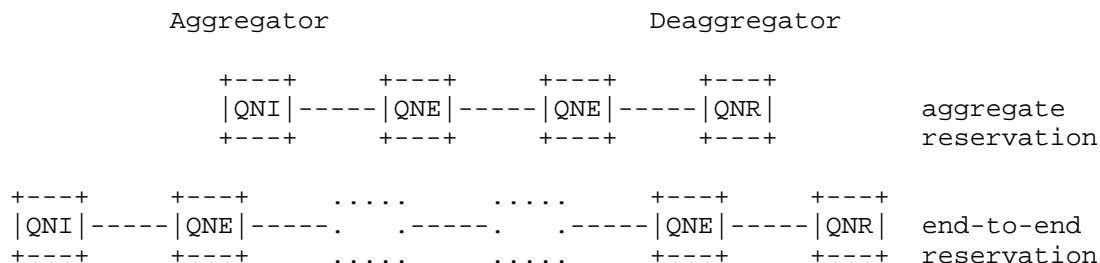 Aggregator                    Deaggregator
+---+     +---+     +---+     +---+
|QNI|-----|QNE|-----|QNE|-----|QNR|         aggregate
+---+     +---+     +---+     +---+         reservation
+---+     +---+     .....     .....     +---+     +---+
|QNI|-----|QNE|-----.   .-----.   .-----|QNE|-----|QNR|  end-to-end
+---+     +---+     .....     .....     +---+     +---+  reservation